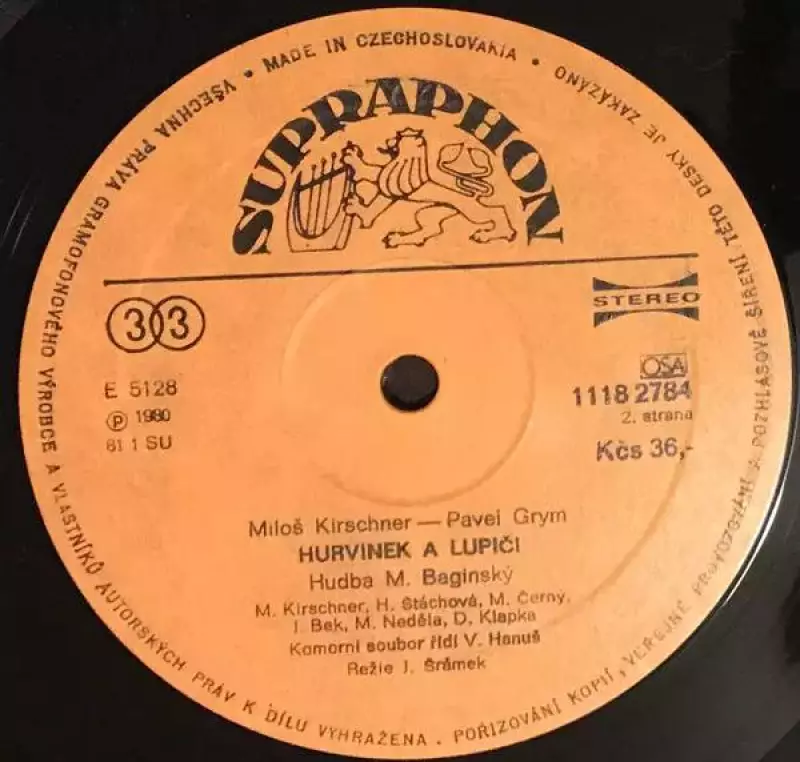 VŠECHNA PRÁVA GRAMOFONOVÉHO VÝROBCE A VLASTNÍKŮ AUTORSKÝCH PRÁV K DÍLU VYHRAŽENA. POŘIZOVÁNÍ KOPIÍ, VEŘEJNÉ PROVOZOVÁNÍ A ROZHLASOVÉ ŠÍŘENÍ TÉTO DESKY JE ZAKÁZÁNO • MADE IN CZECHOSLOVAKIA •
SUPRAPHON
33
STEREO
OSA
E 5128
1118 2784
Ⓟ 1980
2. strana
81 1 SU
Kčs 36,-
Miloš Kirschner — Pavel Grym
HURVINEK A LUPIČI
Hudba M. Baginský
M. Kirschner, H. Štáchová, M. Černý,
J. Bek, M. Neděla, D. Klapka
Komorní soubor řídí V. Hanuš
Režie J. Šrámek